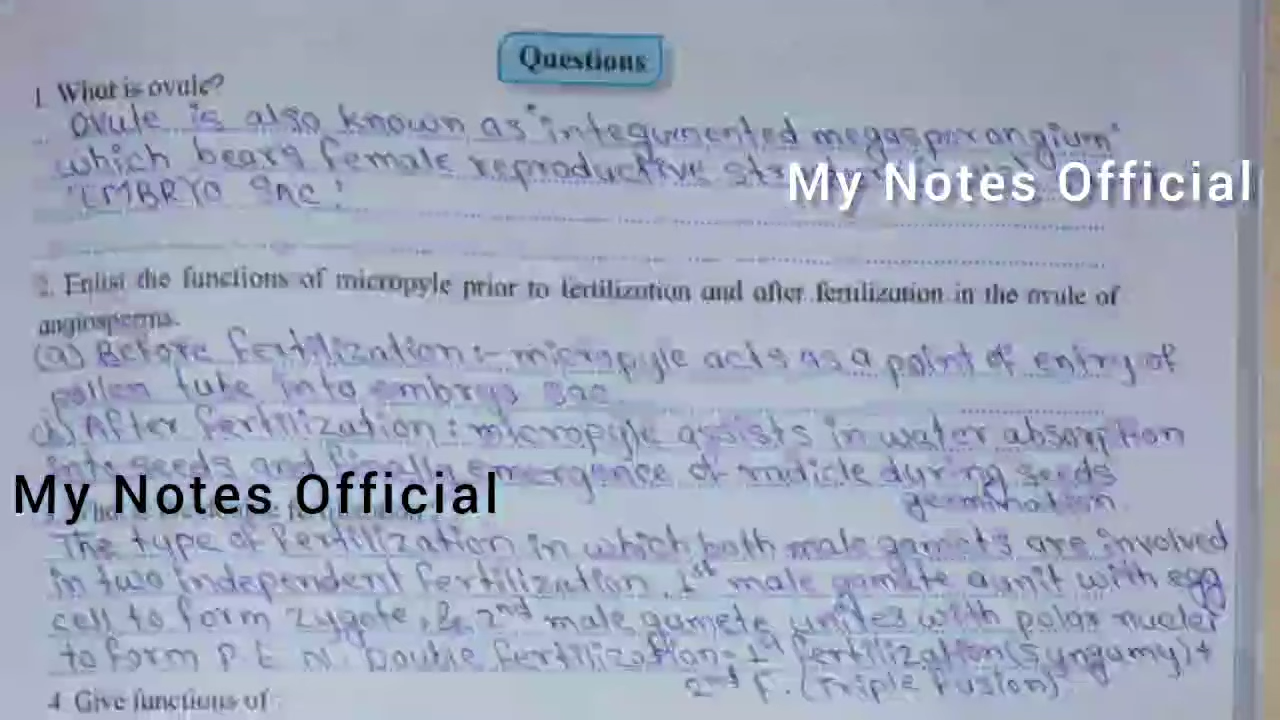 Questions
1. What is ovule?
ovule is also known as "integumented megasporangium"
which bears female reproductive
My Notes Official
'EMBRYO sac'.
2. Enlist the functions of micropyle prior to fertilization and after fertilization in the ovule of
angiosperms.
(a) Before fertilization :- micropyle acts as a point of entry of
pollen tube into embryo sac.
After fertilization : micropyle assists in water absorption
into seeds and finally emergence of radicle during seeds
germination.
My Notes Official
The type of fertilization in which both male gamets are involved
in two independent fertilization. 1st male gamete aunit with egg
cell to form zygote, & 2nd male gamete unites with polar nuclei
to form P. E. N. Double fertilization = 1st fertilization (Syngamy) +
2nd F. (Triple Fusion)
4. Give functions of